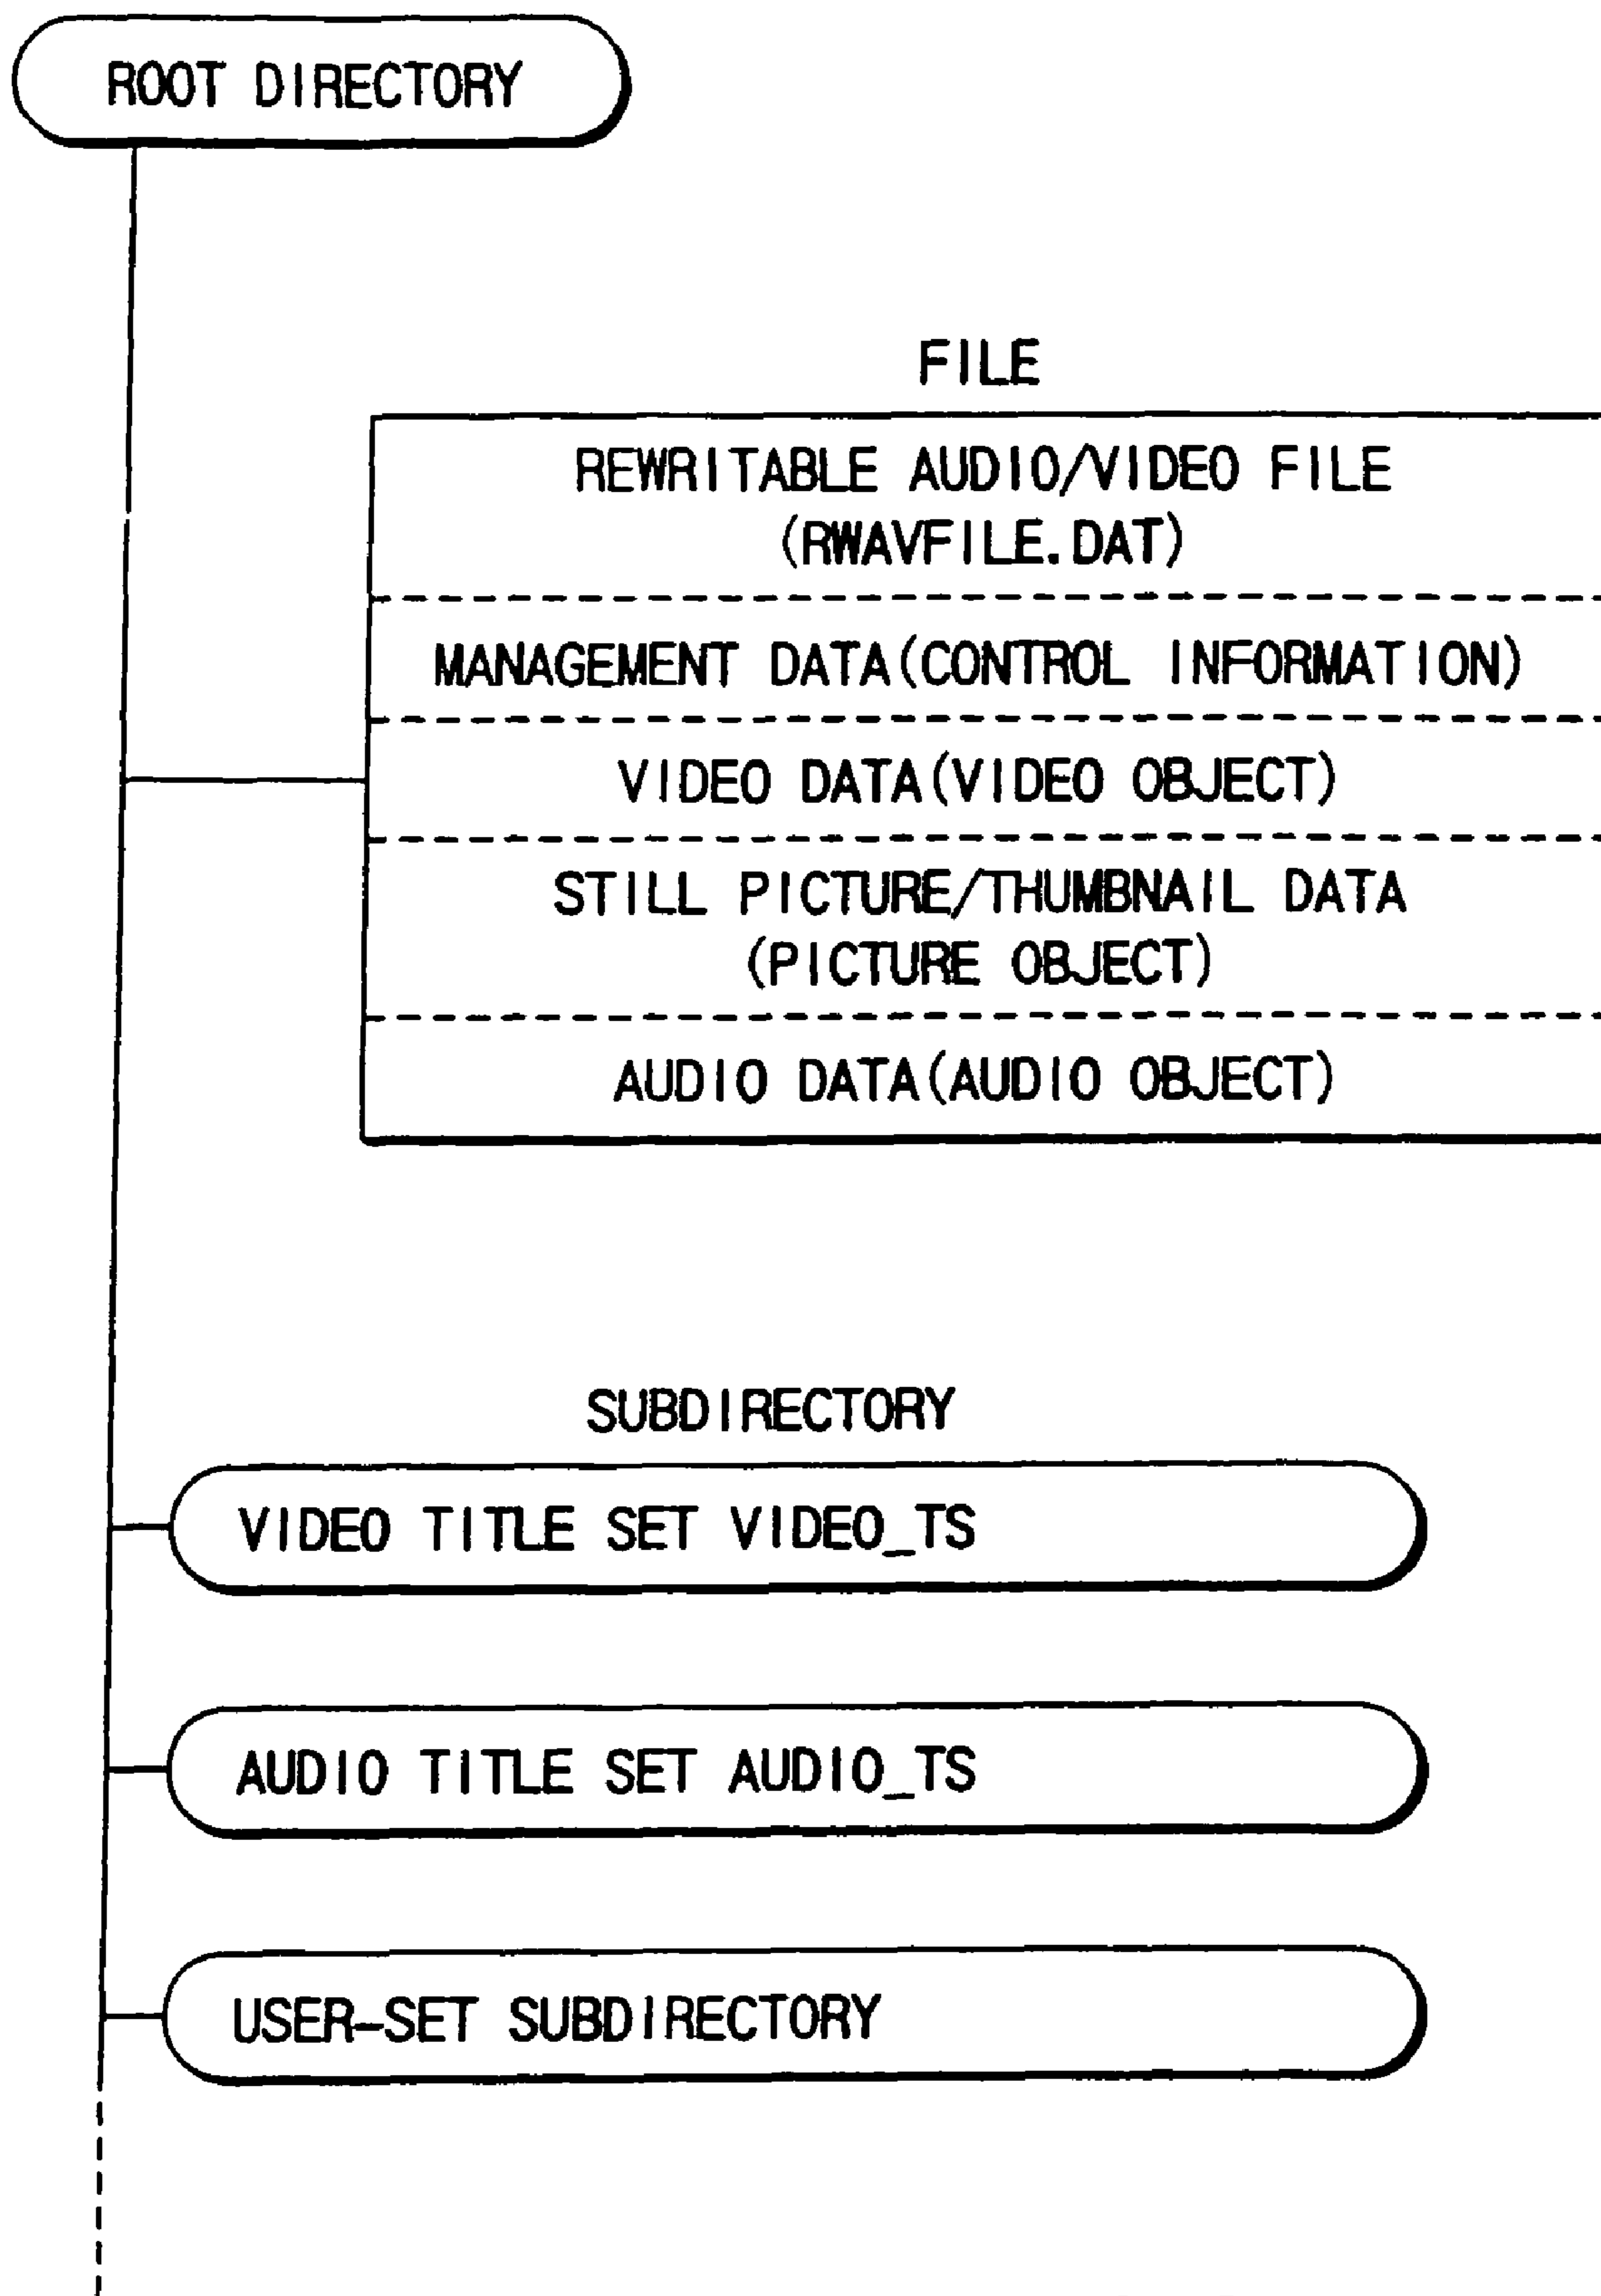 ROOT DIRECTORY
FILE
REWRITABLE AUDIO/VIDEO FILE
(RWAVFILE.DAT)
MANAGEMENT DATA(CONTROL INFORMATION)
VIDEO DATA(VIDEO OBJECT)
STILL PICTURE/THUMBNAIL DATA
(PICTURE OBJECT)
AUDIO DATA(AUDIO OBJECT)
SUBDIRECTORY
VIDEO TITLE SET VIDEO_TS
AUDIO TITLE SET AUDIO_TS
USER-SET SUBDIRECTORY